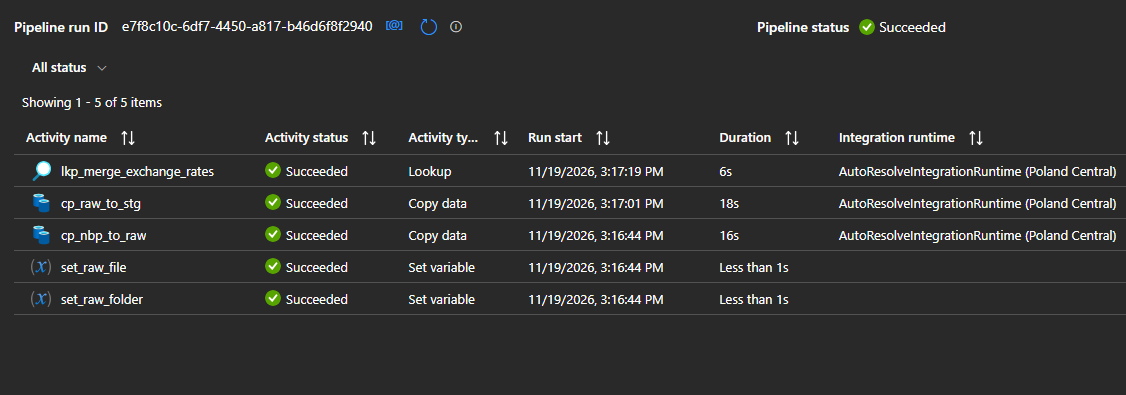 Pipeline run ID e7f8c10c-6df7-4450-a817-b46d6f8f2940 [@] Pipeline status Succeeded
All status
Showing 1 - 5 of 5 items
Activity name Activity status Activity ty... Run start Duration Integration runtime
lkp_merge_exchange_rates Succeeded Lookup 11/19/2026, 3:17:19 PM 6s AutoResolveIntegrationRuntime (Poland Central)
cp_raw_to_stg Succeeded Copy data 11/19/2026, 3:17:01 PM 18s AutoResolveIntegrationRuntime (Poland Central)
cp_nbp_to_raw Succeeded Copy data 11/19/2026, 3:16:44 PM 16s AutoResolveIntegrationRuntime (Poland Central)
(x) set_raw_file Succeeded Set variable 11/19/2026, 3:16:44 PM Less than 1s
(x) set_raw_folder Succeeded Set variable 11/19/2026, 3:16:44 PM Less than 1s